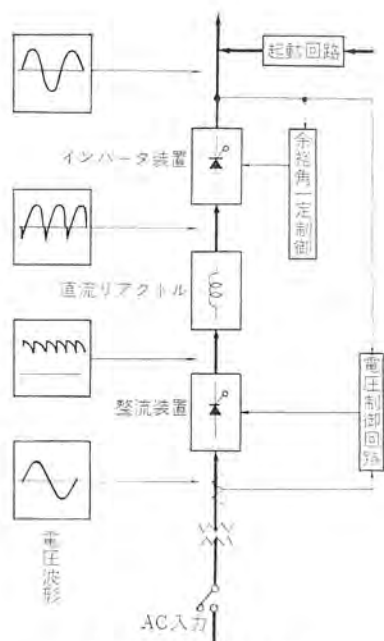 起動回路
インバータ装置
余裕角一定制御
直流リアクトル
整流装置
電圧制御回路
電圧波形
AC入力